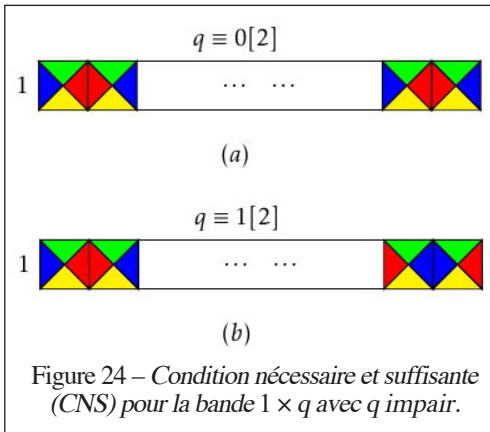 q ≡ 0[2]
1
⋯ ⋯
(a)
q ≡ 1[2]
1
⋯ ⋯
(b)
Figure 24 – Condition nécessaire et suffisante
(CNS) pour la bande 1 × q avec q impair.